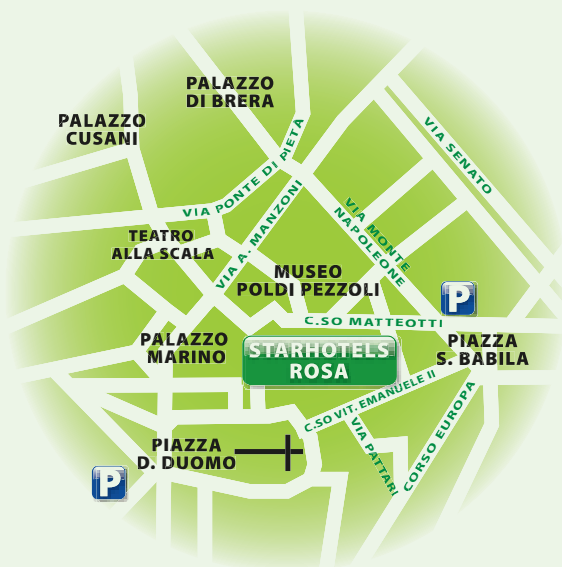 PALAZZO
DI BRERA
PALAZZO
CUSANI
VIA PONTE DI PIETA
VIA SENATO
TEATRO
ALLA SCALA
VIA A. MANZONI
VIA MONTE
NAPOLEONE
MUSEO
POLDI PEZZOLI
P
C.SO MATTEOTTI
PALAZZO
MARINO
STARHOTELS
ROSA
PIAZZA
S. BABILA
C.SO VIT. EMANUELE II
VIA PATTARI
CORSO EUROPA
PIAZZA
D. DUOMO
P